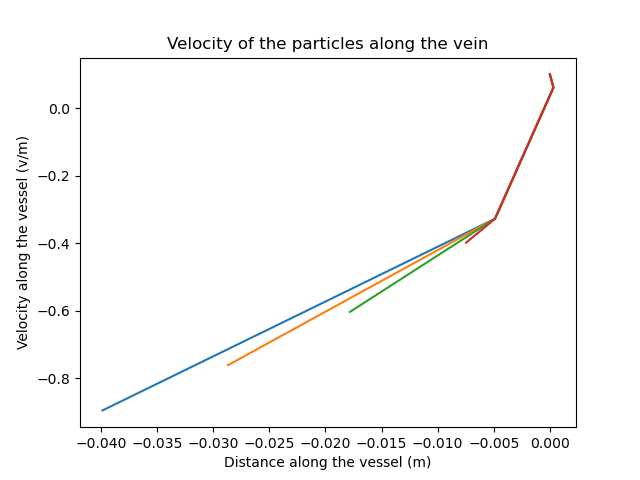 Velocity of the particles along the vein
Velocity along the vessel (v/m)
0.0
−0.2
−0.4
−0.6
−0.8
−0.040 −0.035 −0.030 −0.025 −0.020 −0.015 −0.010 −0.005 0.000
Distance along the vessel (m)